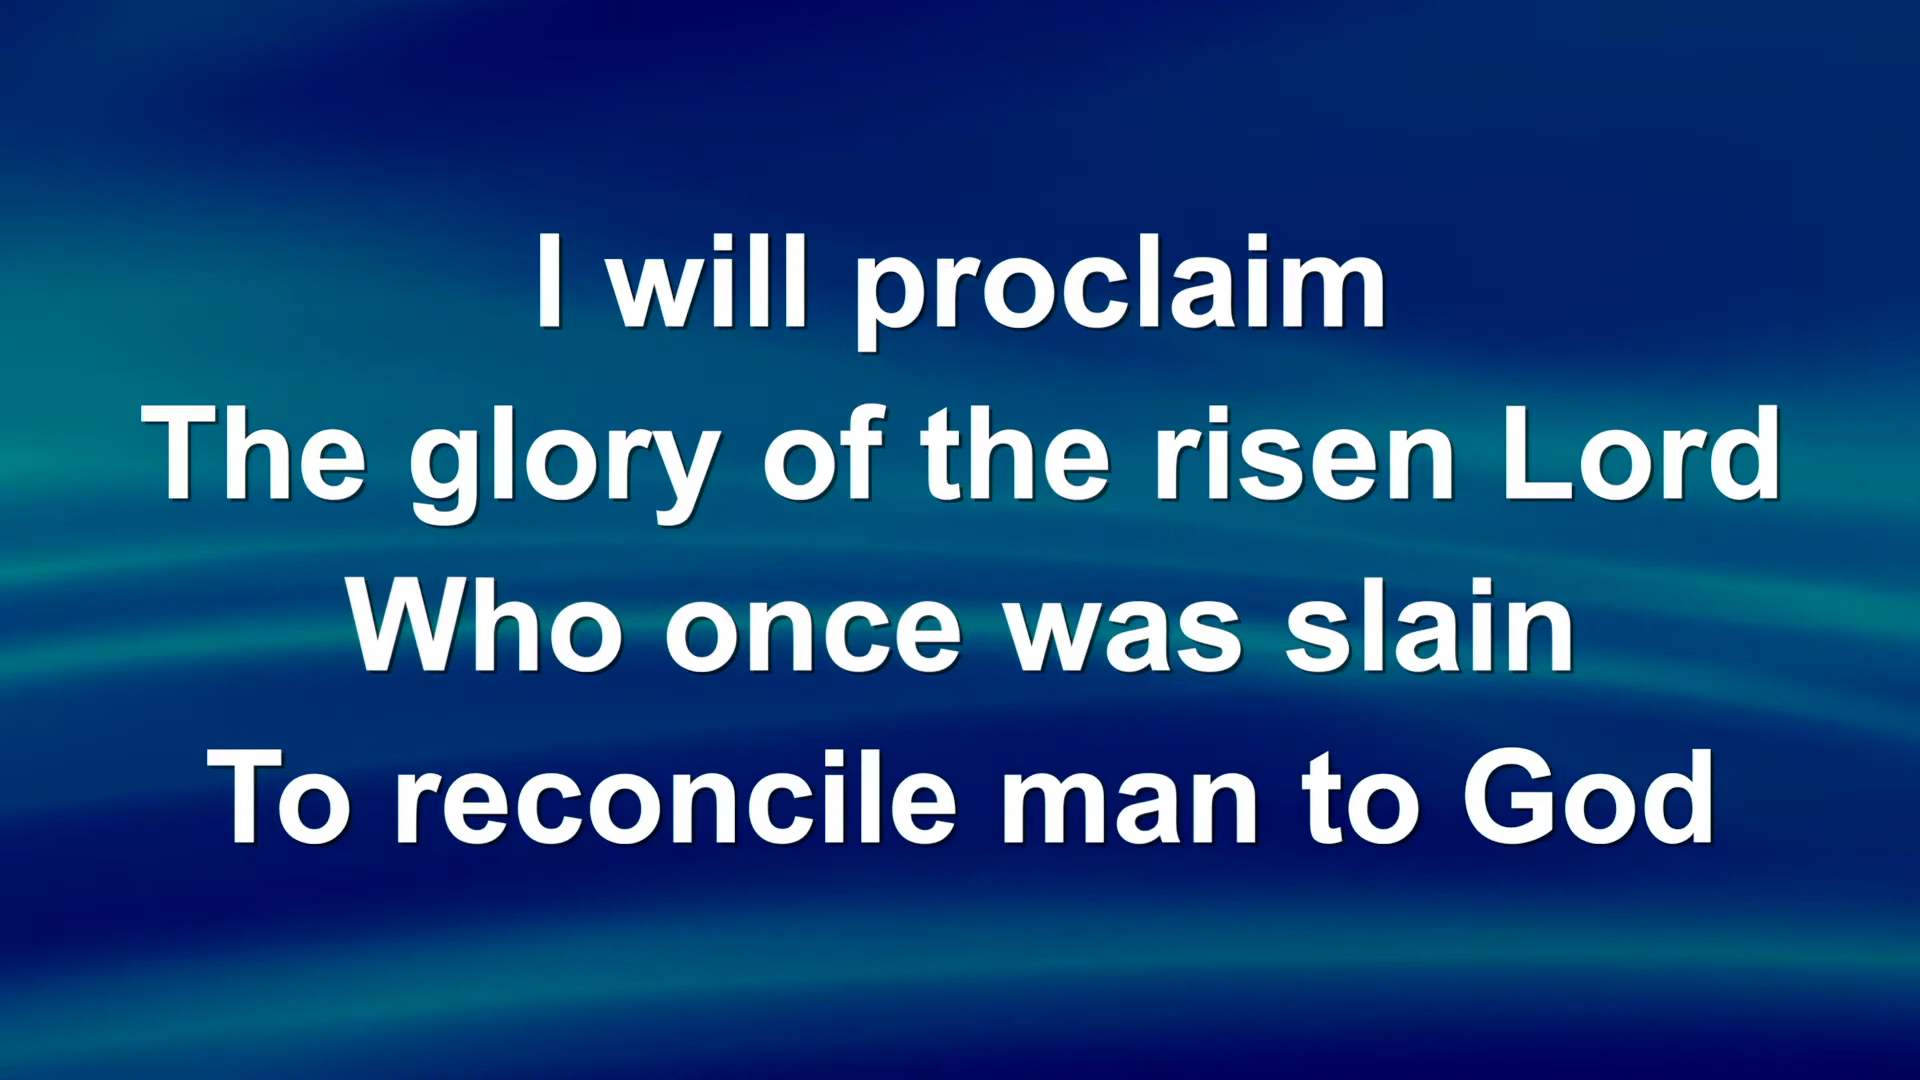 I will proclaim
The glory of the risen Lord
Who once was slain
To reconcile man to God